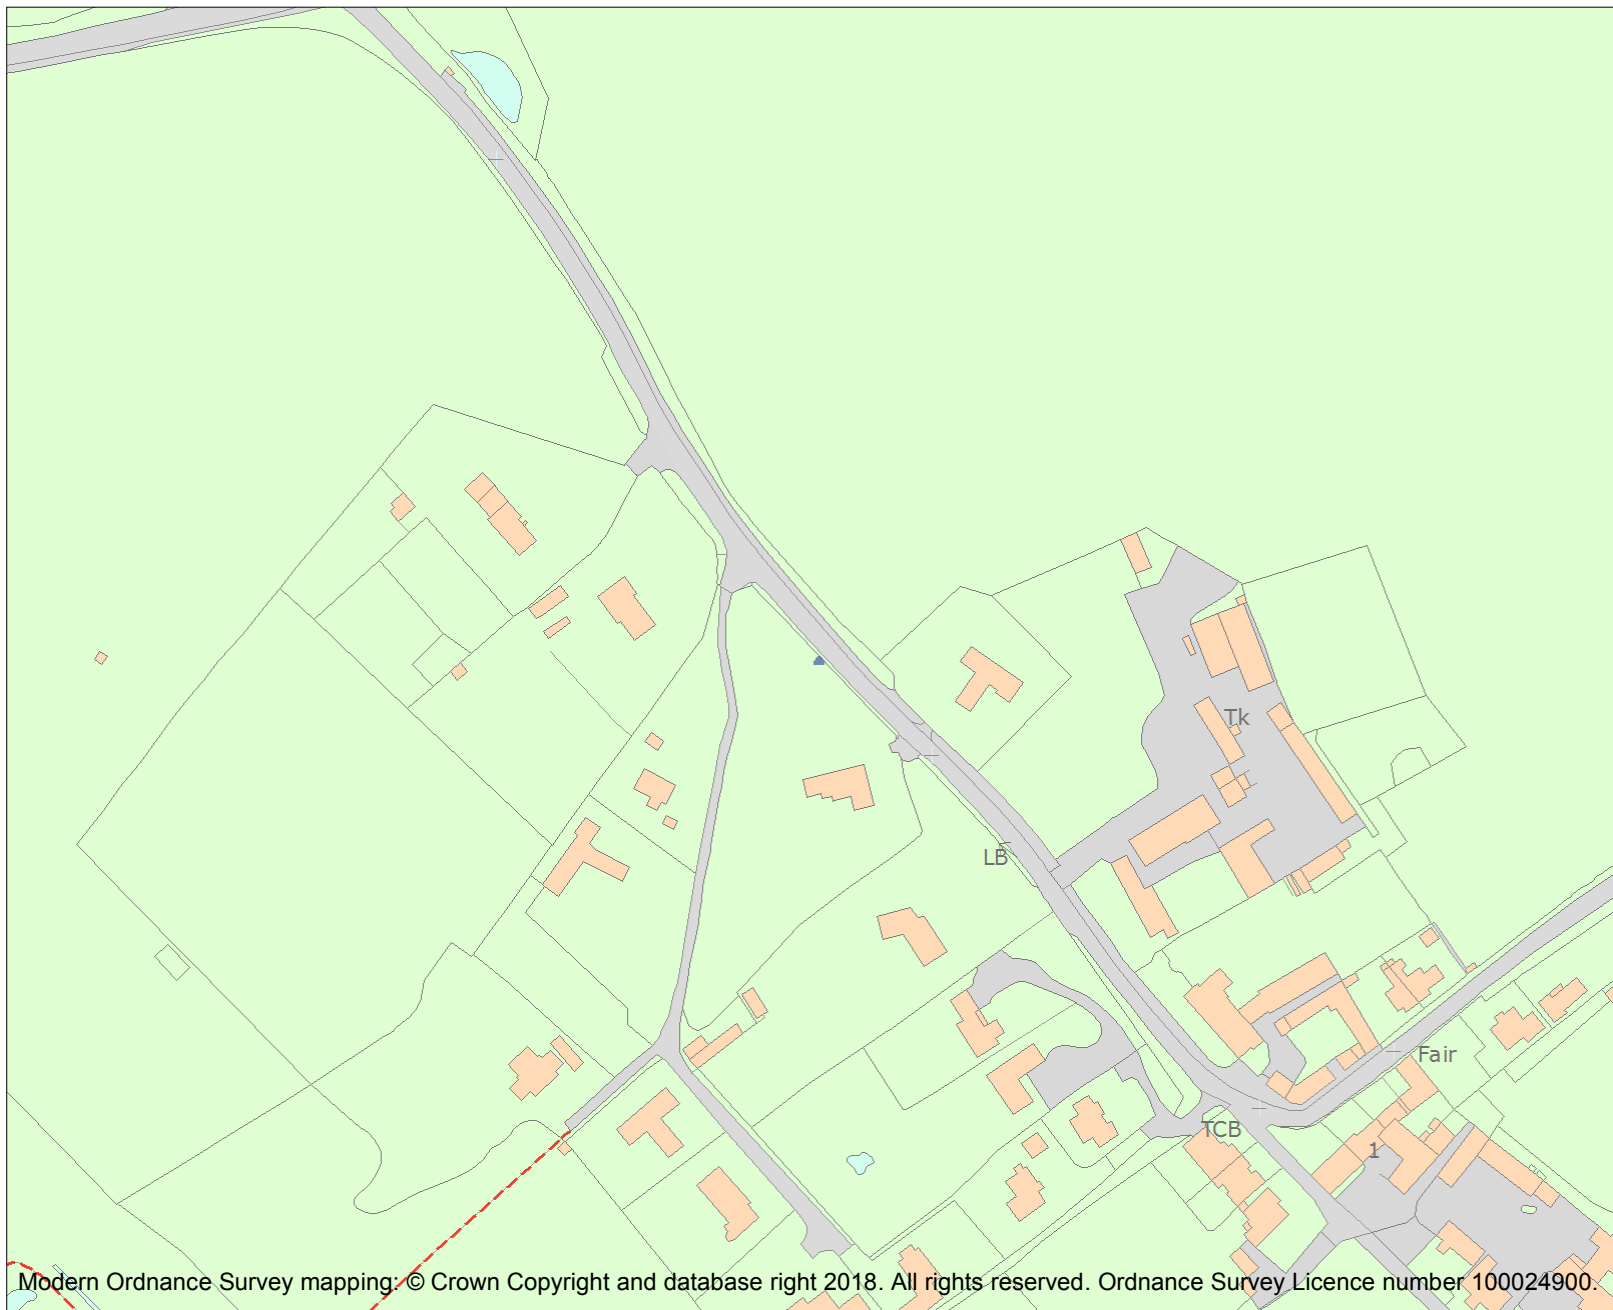 Tk
LB
Fair
TCB
1
Modern Ordnance Survey mapping: © Crown Copyright and database right 2018. All rights reserved. Ordnance Survey Licence number 100024900.